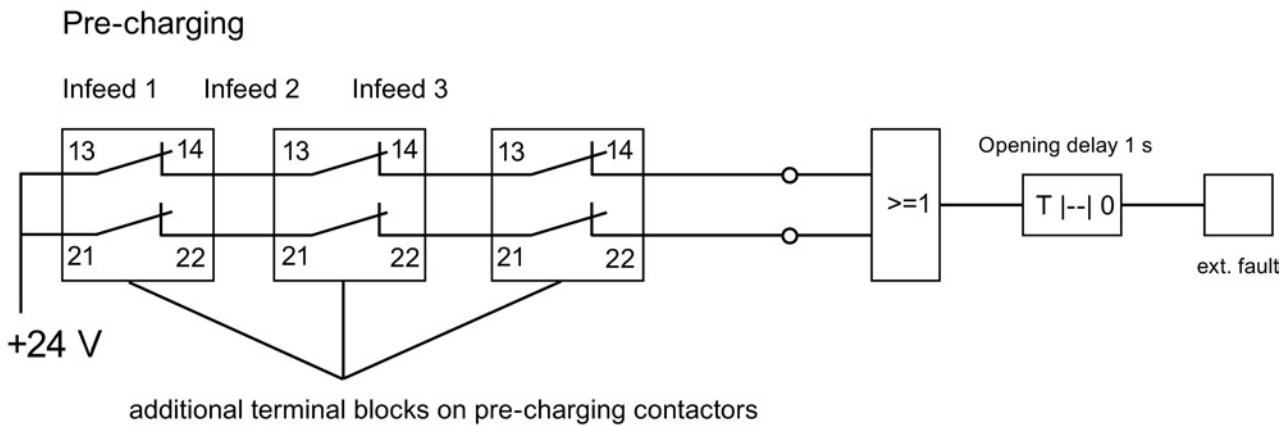 Pre-charging
Infeed 1 Infeed 2 Infeed 3
13 14 13 14 13 14
Opening delay 1 s
>=1 T |--| 0
21 22 21 22 21 22
ext. fault
+24 V
additional terminal blocks on pre-charging contactors